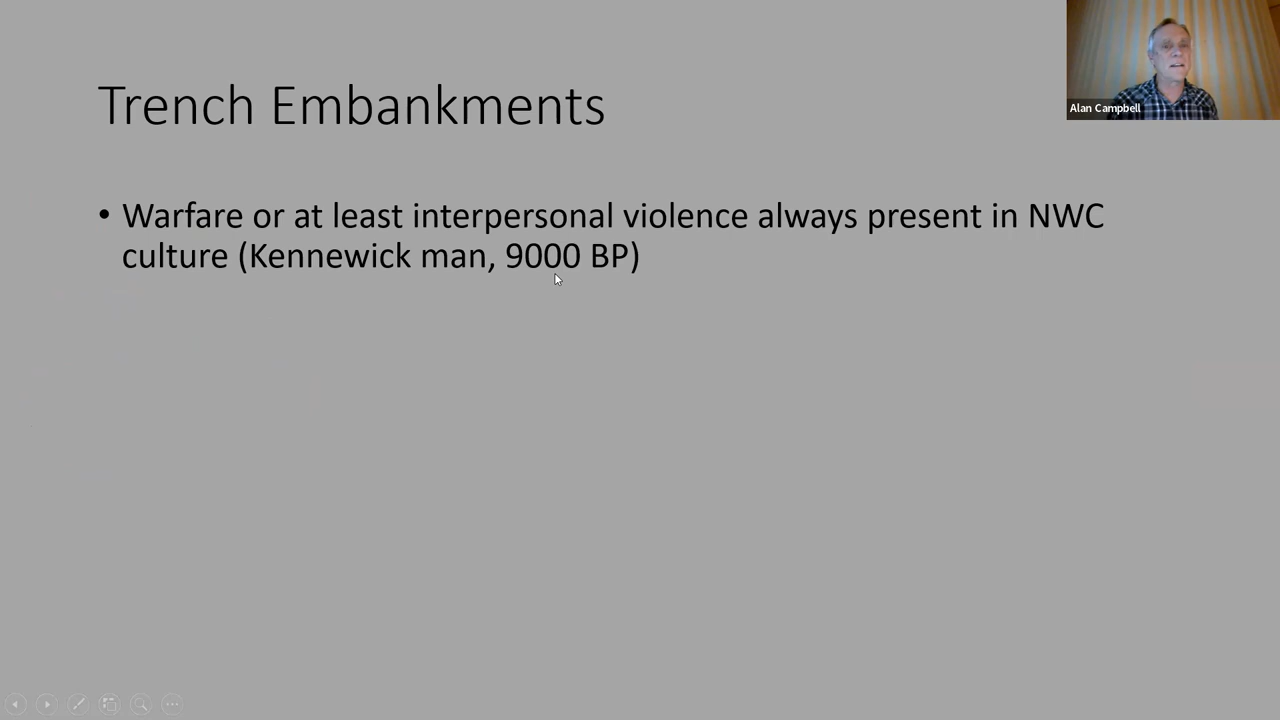 Trench Embankments
Alan Campbell
• Warfare or at least interpersonal violence always present in NWC
culture (Kennewick man, 9000 BP)